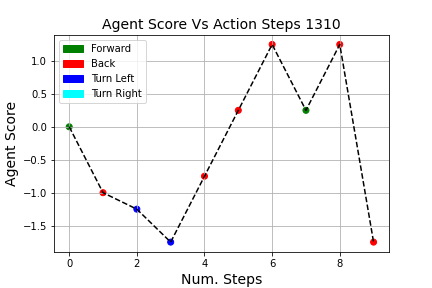 Agent Score Vs Action Steps 1310
Forward
Back
Turn Left
Turn Right
1.0
0.5
0.0
−0.5
−1.0
−1.5
Agent Score
0 2 4 6 8
Num. Steps